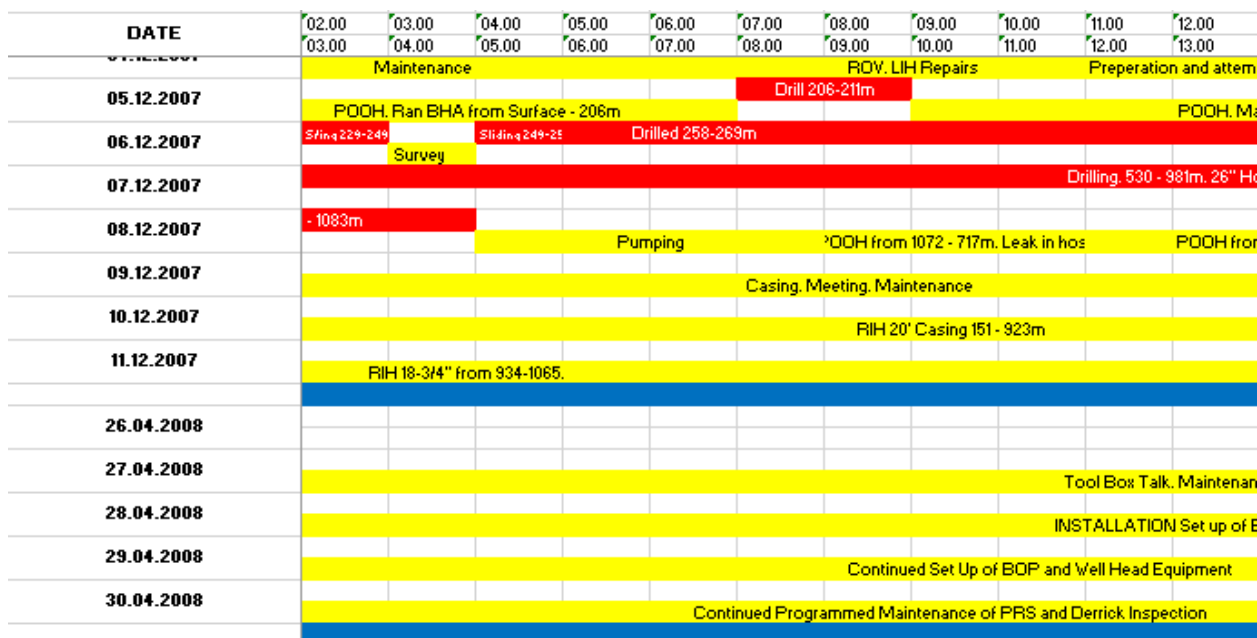 DATE 02.00 03.00 04.00 05.00 06.00 07.00 08.00 09.00 10.00 11.00 12.00
03.00 04.00 05.00 06.00 07.00 08.00 09.00 10.00 11.00 12.00 13.00
Maintenance ROV. LIH Repairs Preperation and attem
05.12.2007 Drill 206-211m
POOH. Ran BHA from Surface - 206m POOH. Ma
06.12.2007 229-249 Sliding 249-25 Drilled 258-269m
Survey
07.12.2007 Drilling. 530 - 981m. 26" Ho
08.12.2007 - 1083m
Pumping POOH from 1072 - 717m. Leak in hos POOH fror
09.12.2007
Casing. Meeting. Maintenance
10.12.2007
RIH 20' Casing 151 - 923m
11.12.2007
RIH 18-3/4" from 934-1065.
26.04.2008
27.04.2008
Tool Box Talk. Maintenan
28.04.2008
INSTALLATION Set up of B
29.04.2008
Continued Set Up of BOP and Well Head Equipment
30.04.2008
Continued Programmed Maintenance of PRS and Derrick Inspection